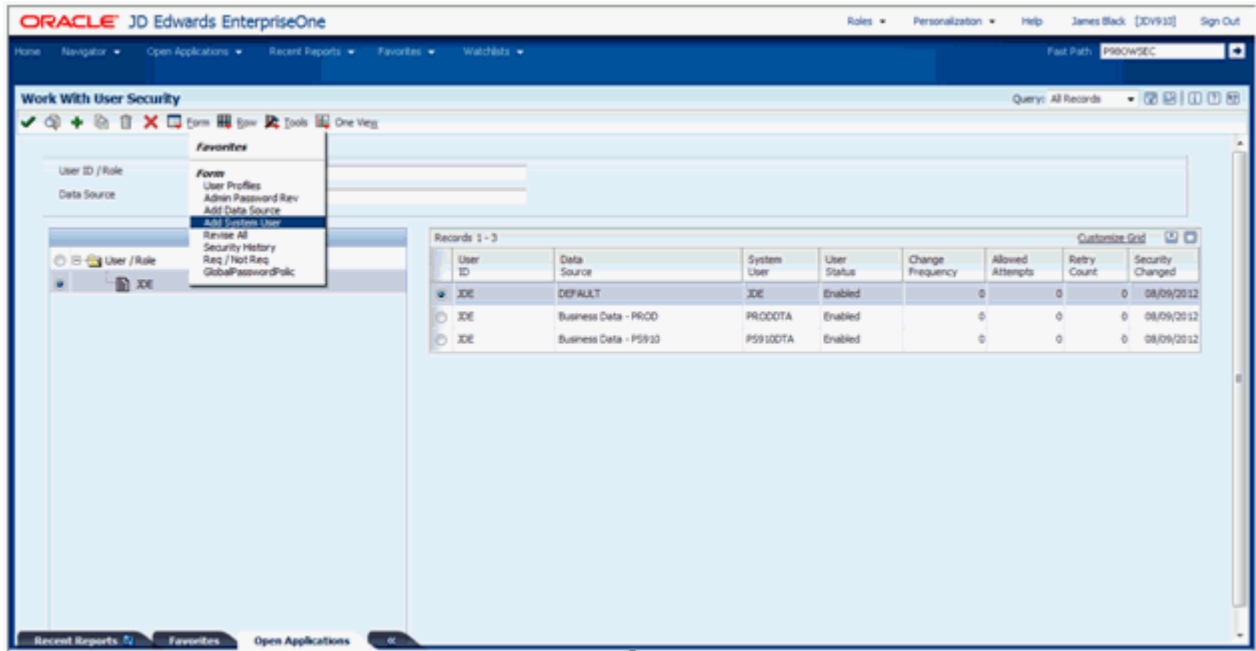 ORACLE JD Edwards EnterpriseOne
Roles Personalization Help James Black [JDV910] Sign Out
Home Navigator Open Applications Recent Reports Favorites Watchlists Fast Path P98OWSEC
Work With User Security Query: All Records
Form Row Tools One View
Favorites
Form
User Profiles
Admin Password Rev
Add Data Source
Add System User
Revise All
Security History
Req / Not Req
GlobalPasswordPolic
User ID / Role
Data Source
User / Role
JDE
Records 1 - 3 Customize Grid
User ID Data Source System User User Status Change Frequency Allowed Attempts Retry Count Security Changed
JDE DEFAULT JDE Enabled 0 0 0 08/09/2012
JDE Business Data - PROD PRODDTA Enabled 0 0 0 08/09/2012
JDE Business Data - PS910 PS910DTA Enabled 0 0 0 08/09/2012
Recent Reports Favorites Open Applications «